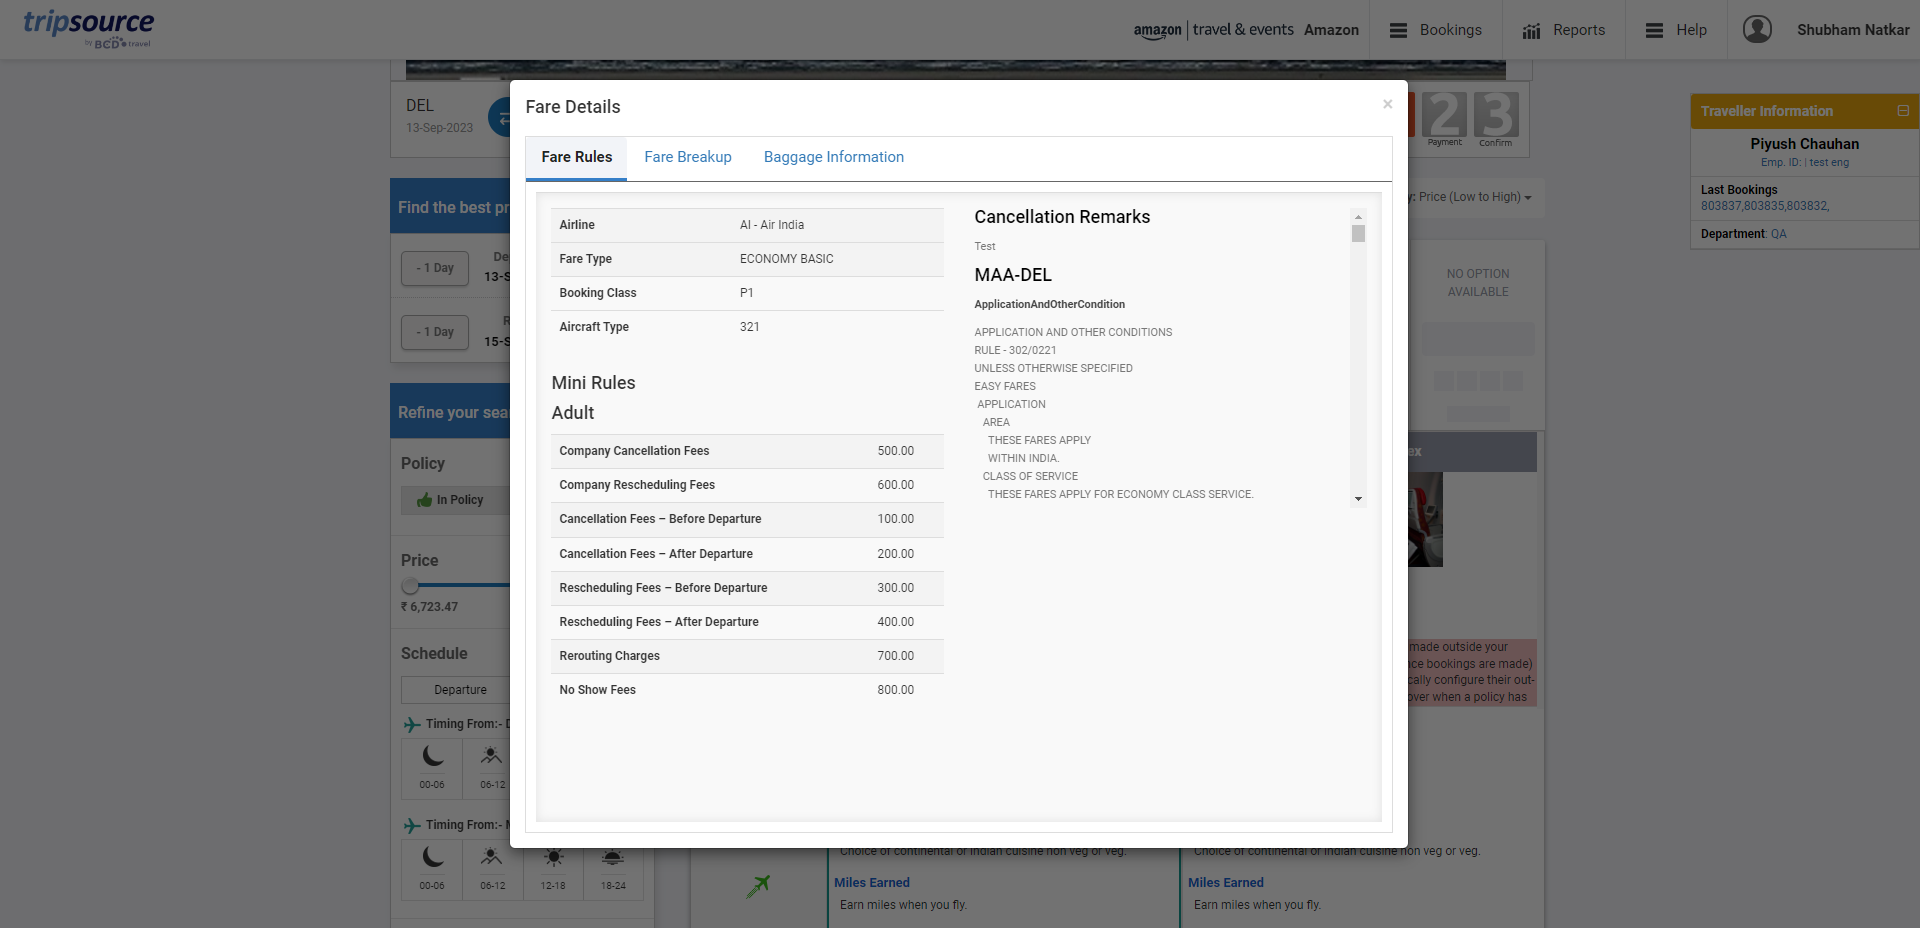 tripsource
by BCD travel
amazon | travel & events Amazon
Bookings
Reports
Help
Shubham Natkar
DEL
13-Sep-2023
2 3
Payment Confirm
Traveller Information
Piyush Chauhan
Emp. ID: | test eng
Last Bookings
803837,803835,803832,
Department: QA
Find the best pr
- 1 Day
De
13-S
- 1 Day
R
15-S
y: Price (Low to High)
NO OPTION
AVAILABLE
Refine your sea
Policy
In Policy
Price
₹ 6,723.47
Schedule
Departure
Timing From:- D
00-06 06-12
Timing From:- M
00-06 06-12 12-18 18-24
Fare Details
×
Fare Rules Fare Breakup Baggage Information
Airline AI - Air India
Fare Type ECONOMY BASIC
Booking Class P1
Aircraft Type 321
Mini Rules
Adult
Company Cancellation Fees 500.00
Company Rescheduling Fees 600.00
Cancellation Fees – Before Departure 100.00
Cancellation Fees – After Departure 200.00
Rescheduling Fees – Before Departure 300.00
Rescheduling Fees – After Departure 400.00
Rerouting Charges 700.00
No Show Fees 800.00
Cancellation Remarks
Test
MAA-DEL
ApplicationAndOtherCondition
APPLICATION AND OTHER CONDITIONS
RULE - 302/0221
UNLESS OTHERWISE SPECIFIED
EASY FARES
APPLICATION
AREA
THESE FARES APPLY
WITHIN INDIA.
CLASS OF SERVICE
THESE FARES APPLY FOR ECONOMY CLASS SERVICE.
ex
made outside your
nce bookings are made)
cally configure their out-
over when a policy has
Choice of continental or Indian cuisine non veg or veg.
Choice of continental or Indian cuisine non veg or veg.
Miles Earned
Miles Earned
Earn miles when you fly.
Earn miles when you fly.